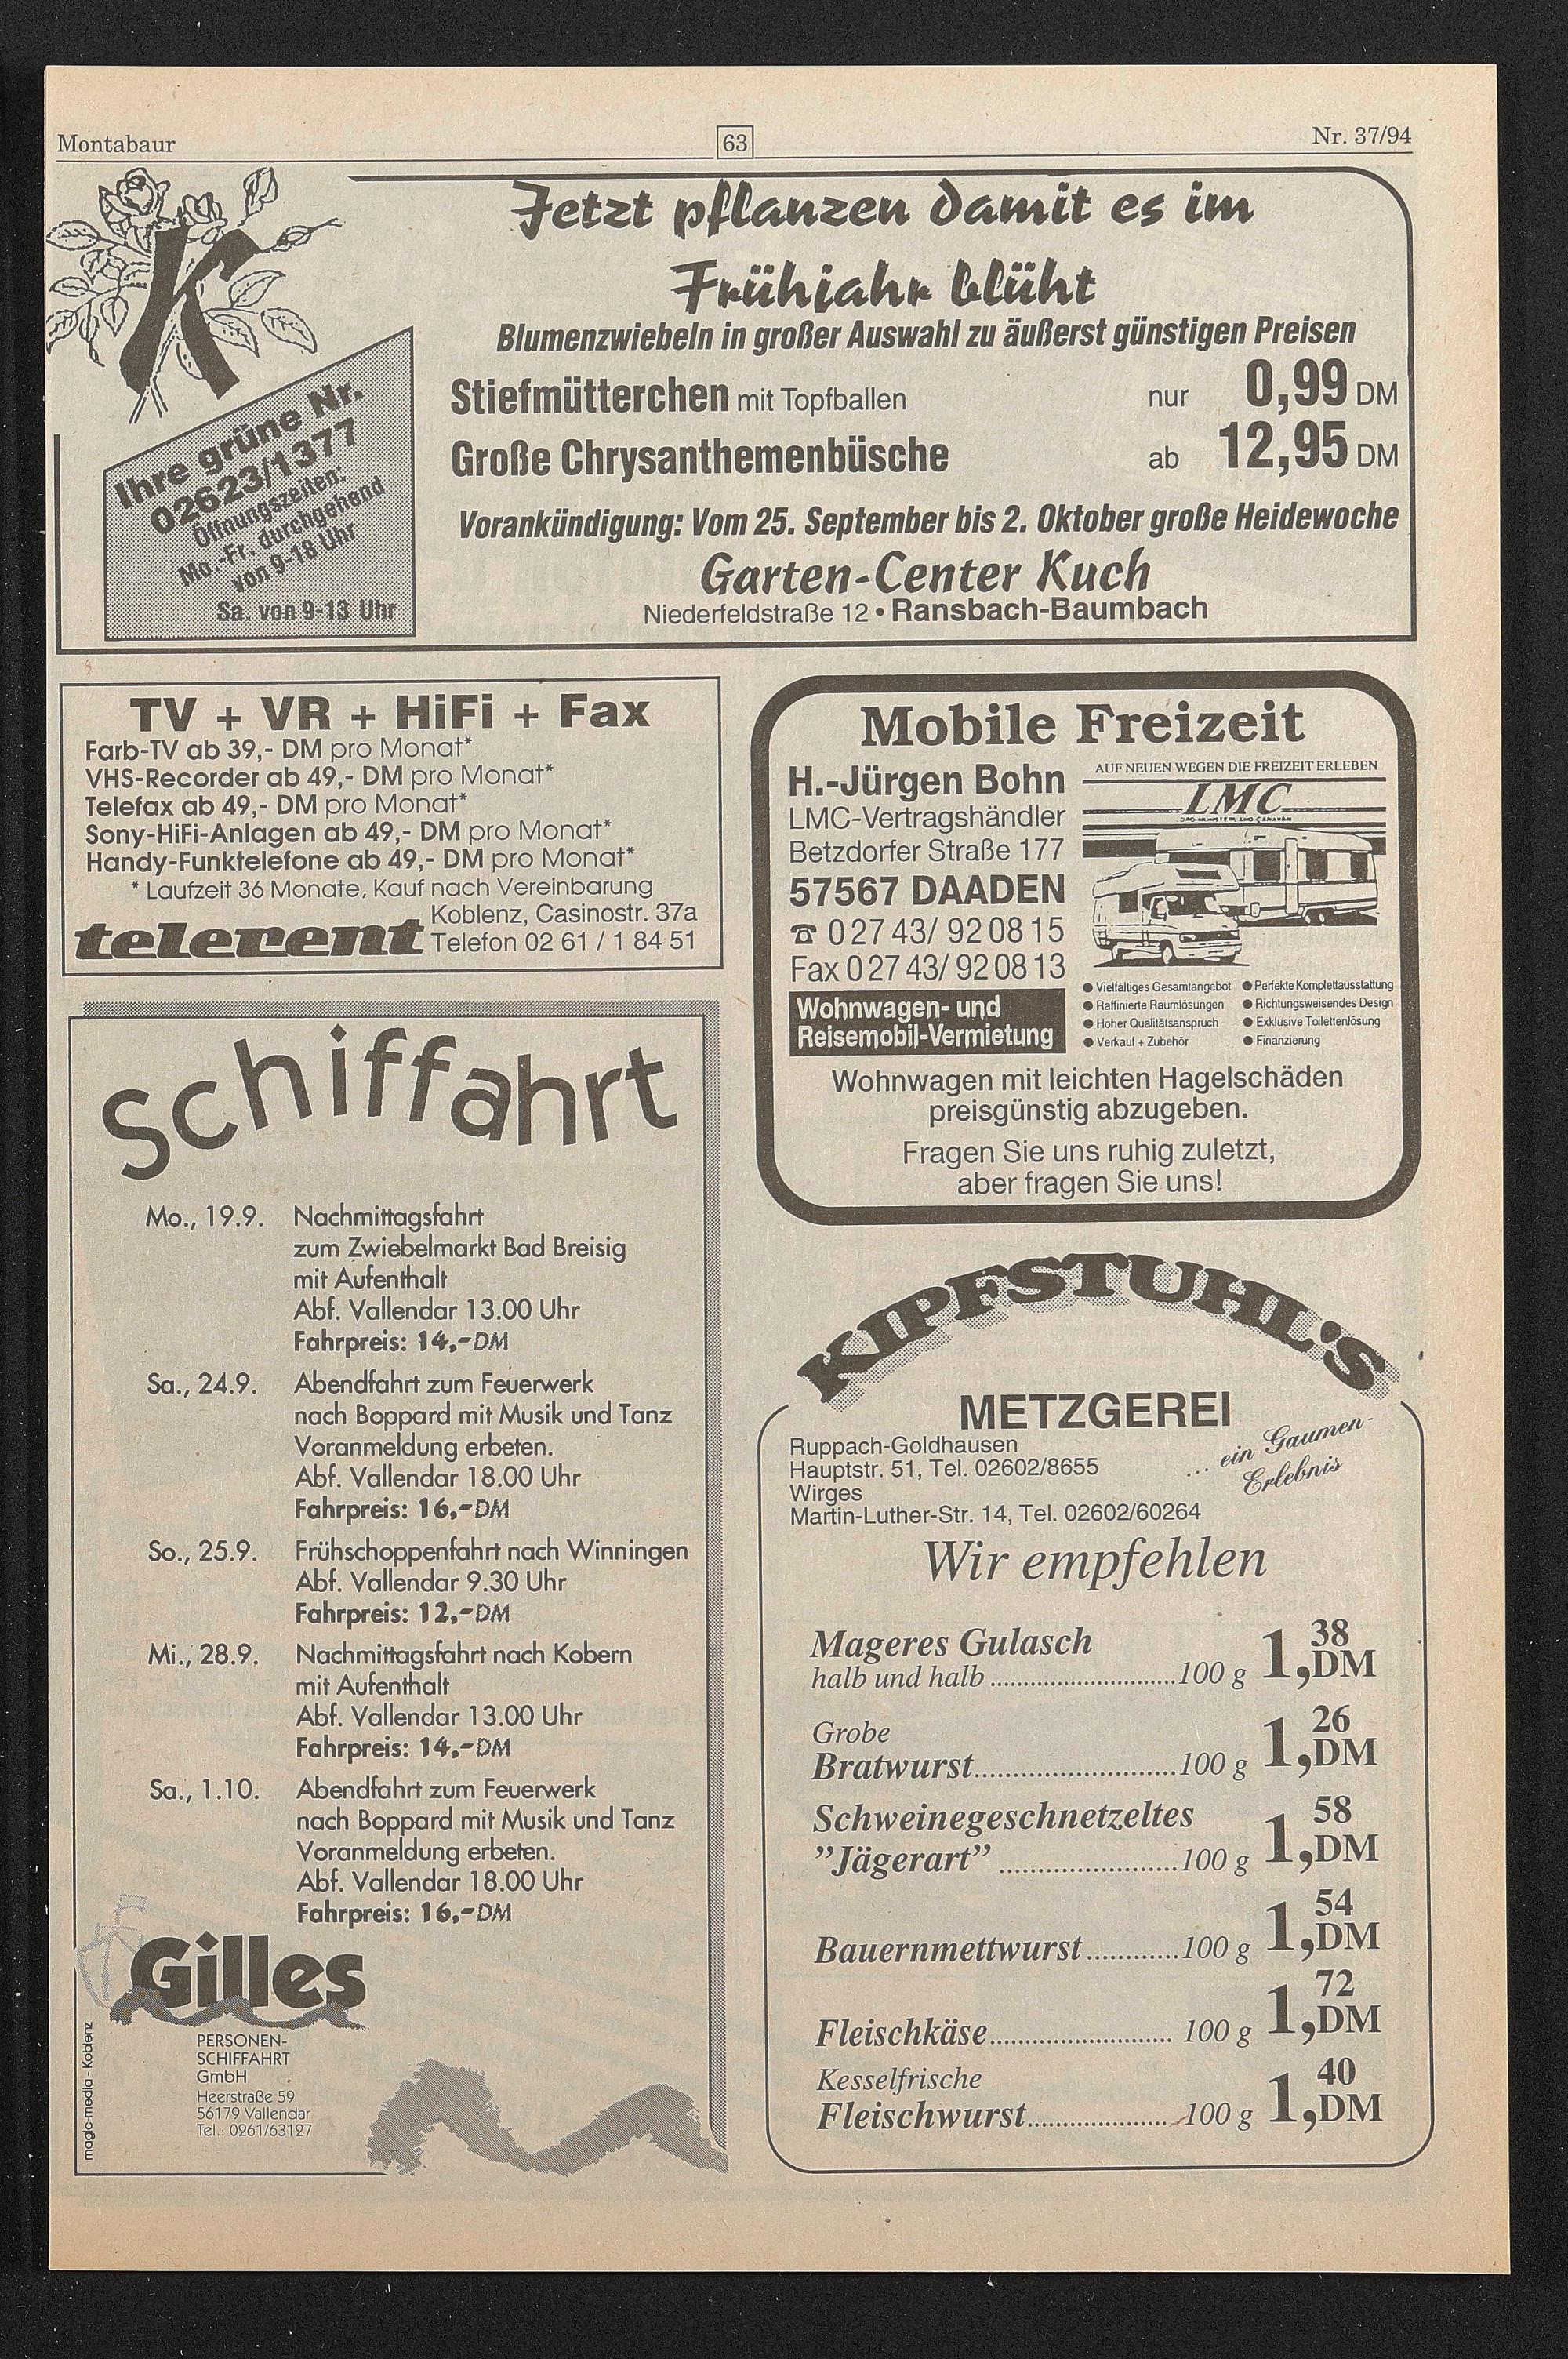 Montabaur
63
Nr. 37/94
Jetzt pflanzen damit es im
Frühjahr blüht
Blumenzwiebeln in großer Auswahl zu äußerst günstigen Preisen
Stiefmütterchen mit Topfballen nur 0,99 DM
Große Chrysanthemenbüsche ab 12,95 DM
Vorankündigung: Vom 25. September bis 2. Oktober große Heidewoche
Garten-Center Kuch
Niederfeldstraße 12 • Ransbach-Baumbach
K
Ihre grüne Nr.
02623/1377
Öffnungszeiten:
Mo.-Fr. durchgehend
von 9-18 Uhr
Sa. von 9-13 Uhr
TV + VR + HiFi + Fax
Farb-TV ab 39,- DM pro Monat*
VHS-Recorder ab 49,- DM pro Monat*
Telefax ab 49,- DM pro Monat*
Sony-HiFi-Anlagen ab 49,- DM pro Monat*
Handy-Funktelefone ab 49,- DM pro Monat*
* Laufzeit 36 Monate, Kauf nach Vereinbarung
telerent
Koblenz, Casinostr. 37a
Telefon 02 61 / 1 84 51
Schiffahrt
Mo., 19.9. Nachmittagsfahrt
zum Zwiebelmarkt Bad Breisig
mit Aufenthalt
Abf. Vallendar 13.00 Uhr
Fahrpreis: 14,-DM
Sa., 24.9. Abendfahrt zum Feuerwerk
nach Boppard mit Musik und Tanz
Voranmeldung erbeten.
Abf. Vallendar 18.00 Uhr
Fahrpreis: 16,-DM
So., 25.9. Frühschoppenfahrt nach Winningen
Abf. Vallendar 9.30 Uhr
Fahrpreis: 12,-DM
Mi., 28.9. Nachmittagsfahrt nach Kobern
mit Aufenthalt
Abf. Vallendar 13.00 Uhr
Fahrpreis: 14,-DM
Sa., 1.10. Abendfahrt zum Feuerwerk
nach Boppard mit Musik und Tanz
Voranmeldung erbeten.
Abf. Vallendar 18.00 Uhr
Fahrpreis: 16,-DM
Gilles
PERSONEN-
SCHIFFAHRT
GmbH
Heerstraße 59
56179 Vallendar
Tel.: 0261/63127
magic-media - Koblenz
Mobile Freizeit
H.-Jürgen Bohn
LMC-Vertragshändler
Betzdorfer Straße 177
57567 DAADEN
☎ 0 27 43/ 92 08 15
Fax 0 27 43/ 92 08 13
Wohnwagen- und
Reisemobil-Vermietung
AUF NEUEN WEGEN DIE FREIZEIT ERLEBEN
LMC
● Vielfältiges Gesamtangebot
● Raffinierte Raumlösungen
● Hoher Qualitätsanspruch
● Verkauf + Zubehör
● Perfekte Komplettausstattung
● Richtungsweisendes Design
● Exklusive Toilettenlösung
● Finanzierung
Wohnwagen mit leichten Hagelschäden
preisgünstig abzugeben.
Fragen Sie uns ruhig zuletzt,
aber fragen Sie uns!
KIPFSTUHL'S
METZGEREI
Ruppach-Goldhausen
Hauptstr. 51, Tel. 02602/8655
Wirges
Martin-Luther-Str. 14, Tel. 02602/60264
... ein Gaumen-
Erlebnis
Wir empfehlen
Mageres Gulasch
halb und halb ............................100 g 1,38 DM
Grobe
Bratwurst..........................100 g 1,26 DM
Schweinegeschnetzeltes
"Jägerart" .......................100 g 1,58 DM
Bauernmettwurst............100 g 1,54 DM
Fleischkäse............................ 100 g 1,72 DM
Kesselfrische
Fleischwurst.......................100 g 1,40 DM